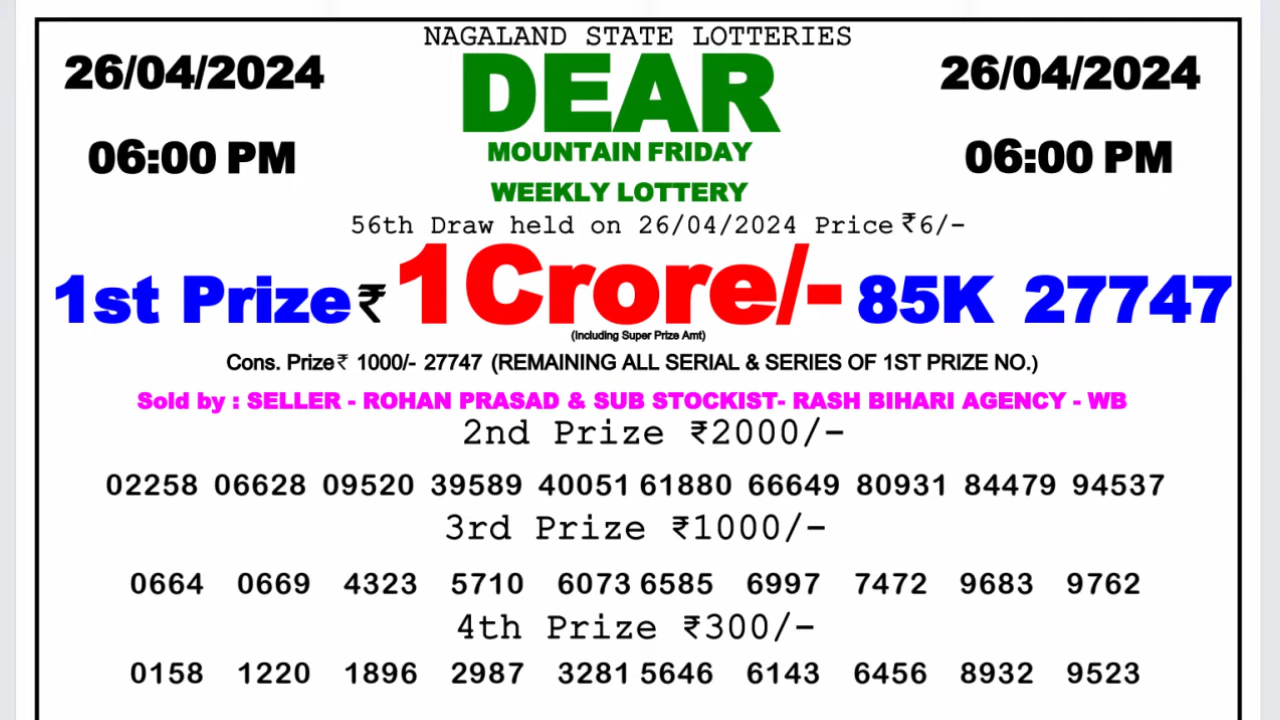 NAGALAND STATE LOTTERIES
26/04/2024 DEAR 26/04/2024
06:00 PM MOUNTAIN FRIDAY 06:00 PM
WEEKLY LOTTERY
56th Draw held on 26/04/2024 Price ₹6/-
1st Prize ₹ 1 Crore/- 85K 27747
(Including Super Prize Amt)
Cons. Prize ₹ 1000/- 27747 (REMAINING ALL SERIAL & SERIES OF 1ST PRIZE NO.)
Sold by : SELLER - ROHAN PRASAD & SUB STOCKIST- RASH BIHARI AGENCY - WB
2nd Prize ₹2000/-
02258 06628 09520 39589 40051 61880 66649 80931 84479 94537
3rd Prize ₹1000/-
0664 0669 4323 5710 6073 6585 6997 7472 9683 9762
4th Prize ₹300/-
0158 1220 1896 2987 3281 5646 6143 6456 8932 9523